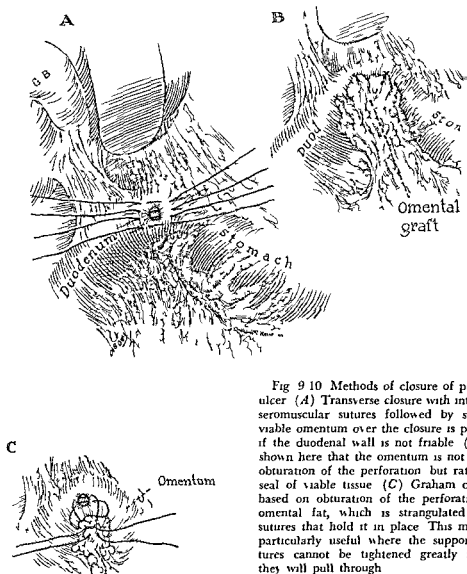 A
B
G B
Duodenum
Stomach
Duod
Stom
Omental
graft
C
Omentum
Fig 9 10 Methods of closure of p
ulcer (A) Transverse closure with int
seromuscular sutures followed by s
viable omentum over the closure is p
if the duodenal wall is not friable (
shown here that the omentum is not
obturation of the perforation but rat
seal of viable tissue (C) Graham c
based on obturation of the perforat
omental fat, which is strangulated
sutures that hold it in place This m
particularly useful where the suppor
tures cannot be tightened greatly
they will pull through